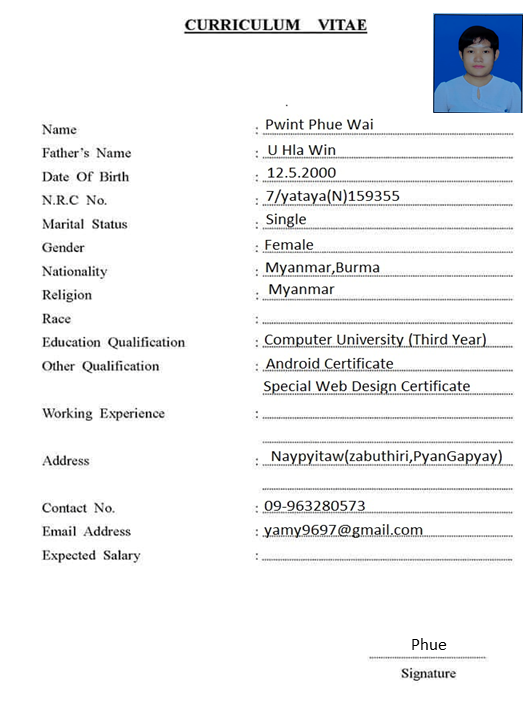 CURRICULUM VITAE
Name : Pwint Phue Wai
Father's Name : U Hla Win
Date Of Birth : 12.5.2000
N.R.C No. : 7/yataya(N)159355
Marital Status : Single
Gender : Female
Nationality : Myanmar,Burma
Religion : Myanmar
Race :
Education Qualification : Computer University (Third Year)
Other Qualification : Android Certificate
Special Web Design Certificate
Working Experience :
Address : Naypyitaw(zabuthiri,PyanGapyay)
Contact No. : 09-963280573
Email Address : yamy9697@gmail.com
Expected Salary :
Phue
Signature